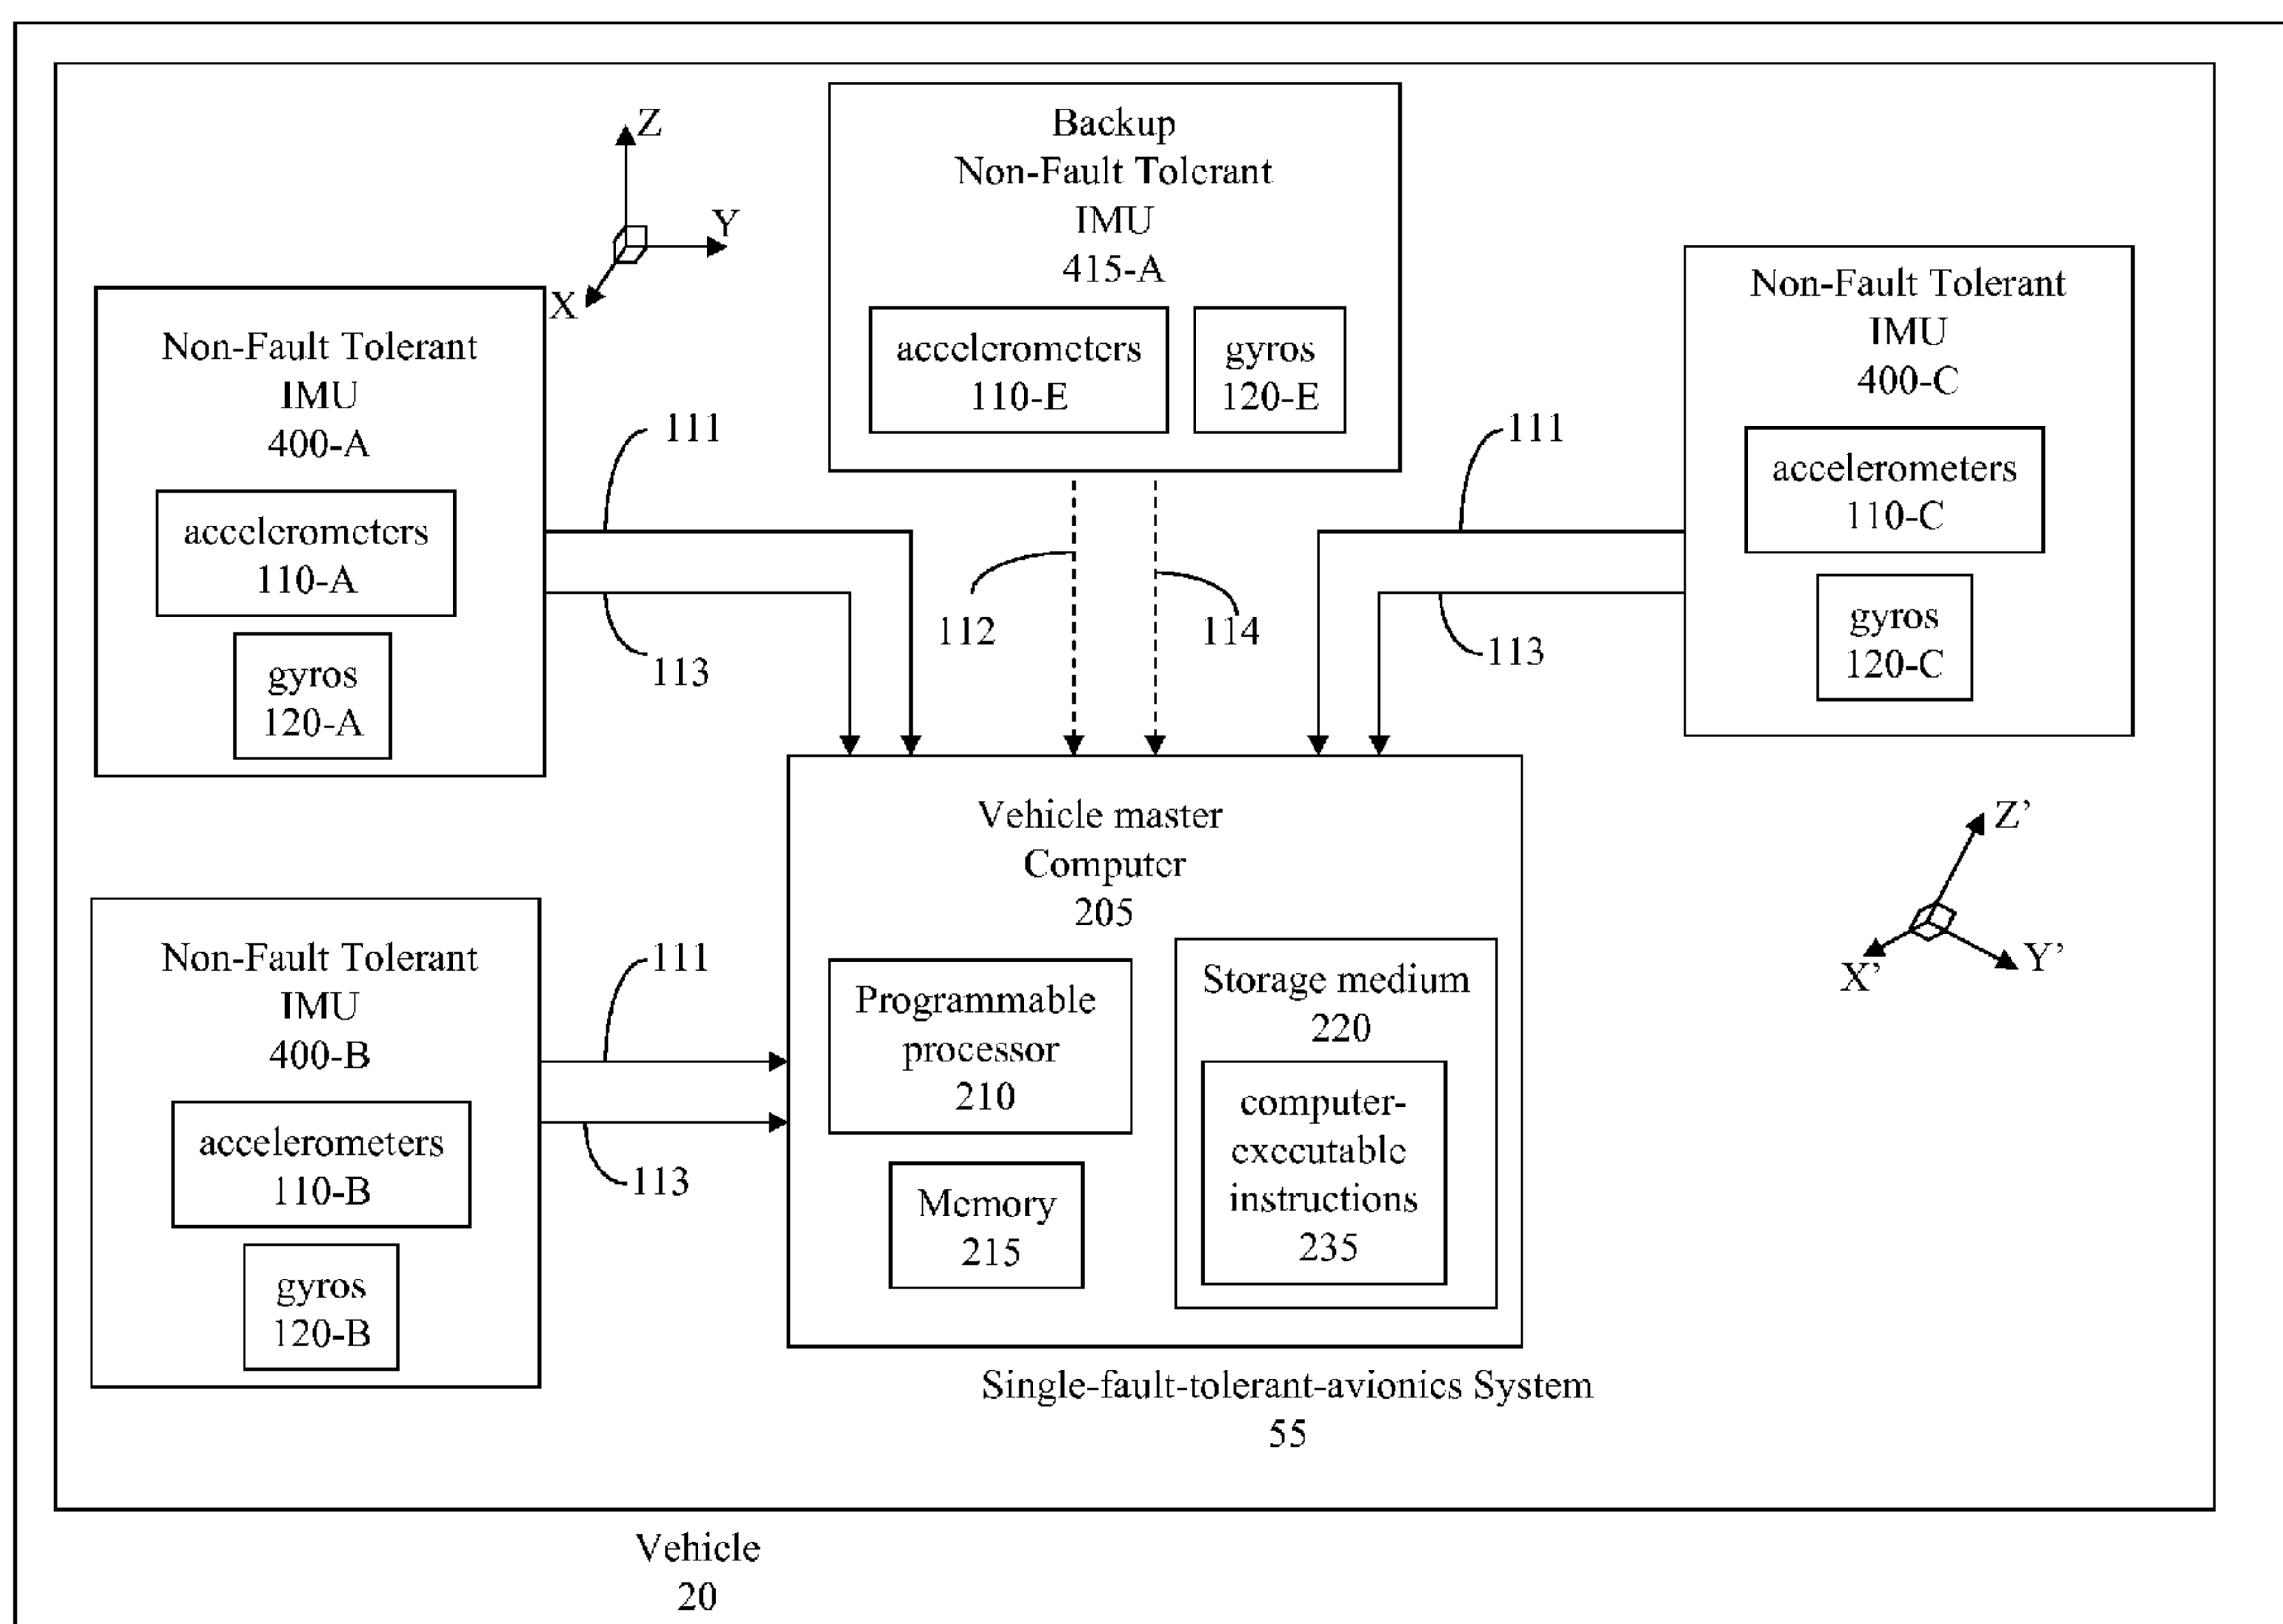 Z
Y
X
Backup
Non-Fault Tolerant
IMU
415-A
accelerometers
110-E
gyros
120-E
Non-Fault Tolerant
IMU
400-A
accelerometers
110-A
gyros
120-A
111
113
112
114
111
113
Non-Fault Tolerant
IMU
400-C
accelerometers
110-C
gyros
120-C
Z’
Y’
X’
Non-Fault Tolerant
IMU
400-B
accelerometers
110-B
gyros
120-B
111
113
Vehicle master
Computer
205
Programmable
processor
210
Memory
215
Storage medium
220
computer-
executable
instructions
235
Single-fault-tolerant-avionics System
55
Vehicle
20